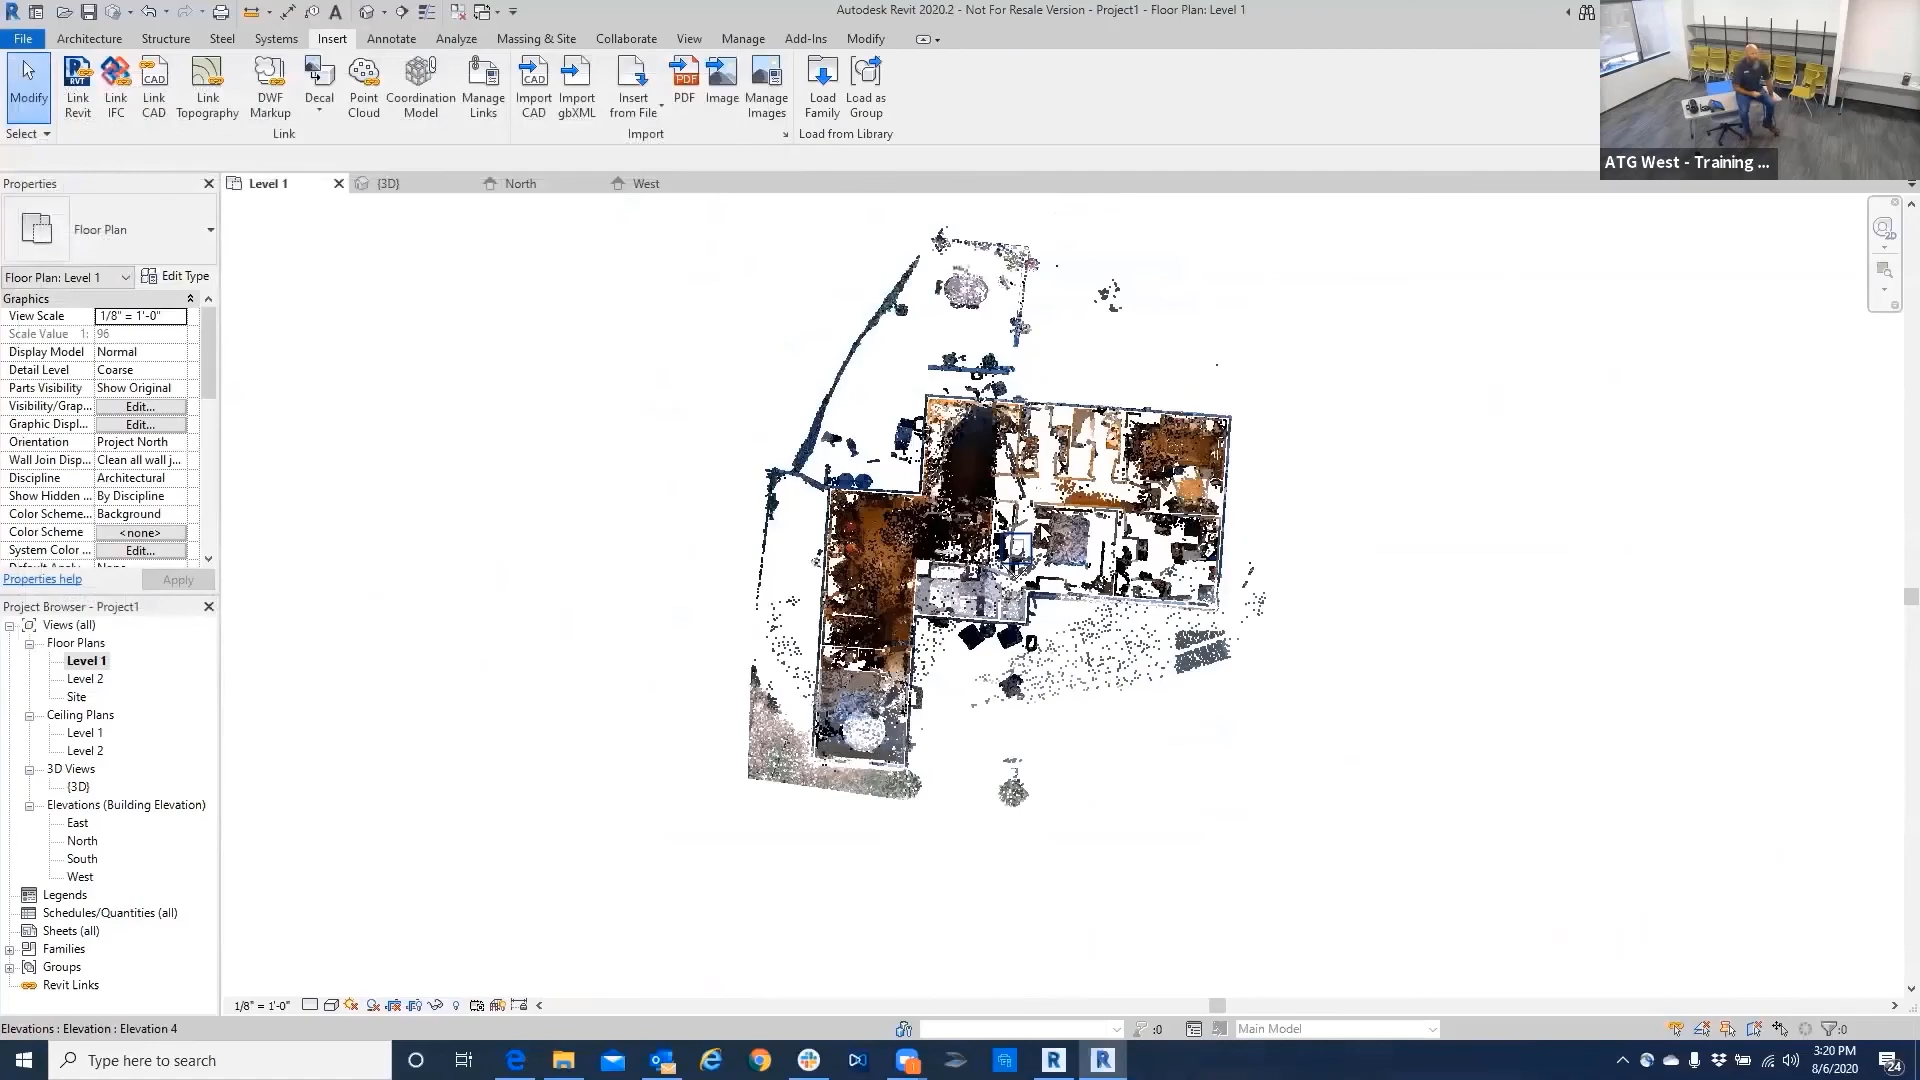 Autodesk Revit 2020.2 - Not For Resale Version - Project1 - Floor Plan: Level 1
File Architecture Structure Steel Systems Insert Annotate Analyze Massing & Site Collaborate View Manage Add-Ins Modify
Modify
Link Revit
Link IFC
Link CAD
Link Topography
DWF Markup
Decal
Point Cloud
Coordination Model
Manage Links
Import CAD
Import gbXML
Insert from File
PDF
Image
Manage Images
Load Family
Load as Group
Select
Link
Import
Load from Library
ATG West - Training ...
Properties
Level 1
{3D}
North
West
Floor Plan
Floor Plan: Level 1
Edit Type
Graphics
View Scale 1/8" = 1'-0"
Scale Value 1: 96
Display Model Normal
Detail Level Coarse
Parts Visibility Show Original
Visibility/Grap... Edit...
Graphic Displ... Edit...
Orientation Project North
Wall Join Disp... Clean all wall j...
Discipline Architectural
Show Hidden ... By Discipline
Color Scheme... Background
Color Scheme <none>
System Color ... Edit...
Properties help
Apply
Project Browser - Project1
Views (all)
Floor Plans
Level 1
Level 2
Site
Ceiling Plans
Level 1
Level 2
3D Views
{3D}
Elevations (Building Elevation)
East
North
South
West
Legends
Schedules/Quantities (all)
Sheets (all)
Families
Groups
Revit Links
1/8" = 1'-0"
Elevations : Elevation : Elevation 4
:0
Main Model
:0
Type here to search
3:20 PM
8/6/2020
24